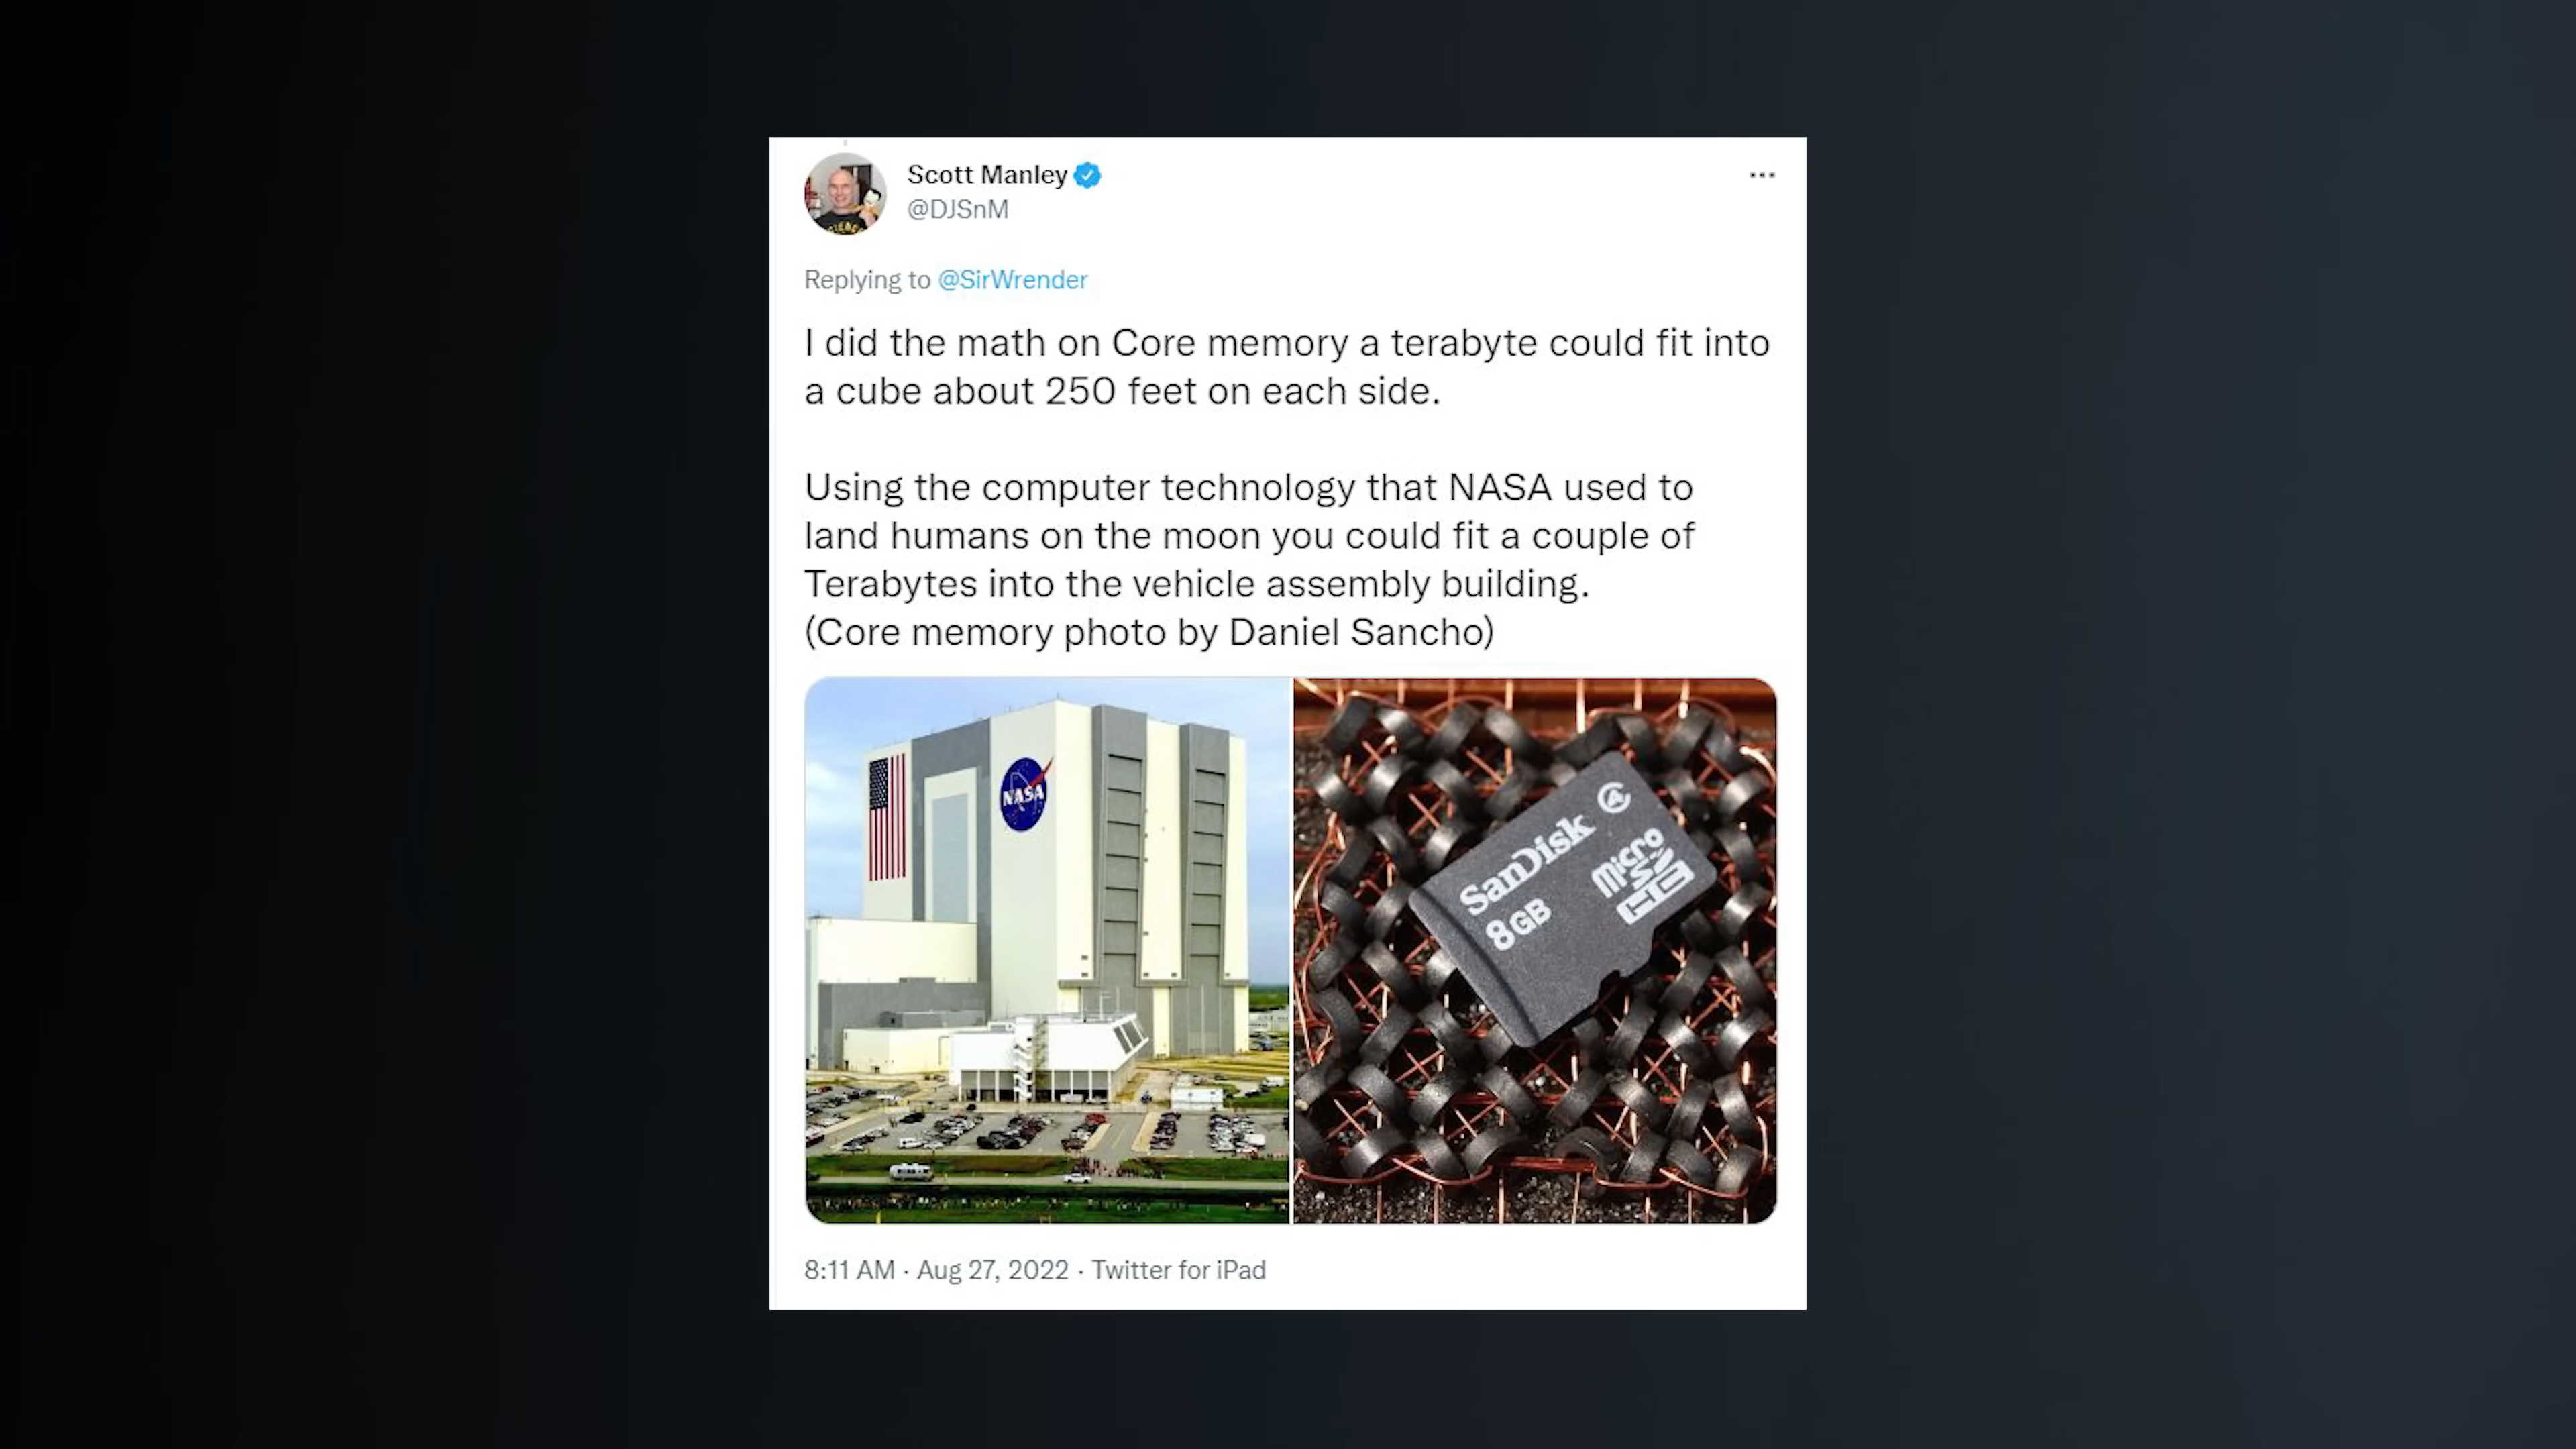 Scott Manley
@DJSnM
Replying to @SirWrender
I did the math on Core memory a terabyte could fit into
a cube about 250 feet on each side.
Using the computer technology that NASA used to
land humans on the moon you could fit a couple of
Terabytes into the vehicle assembly building.
(Core memory photo by Daniel Sancho)
NASA
SanDisk
8GB
4
micro
SD
HC
8:11 AM · Aug 27, 2022 · Twitter for iPad